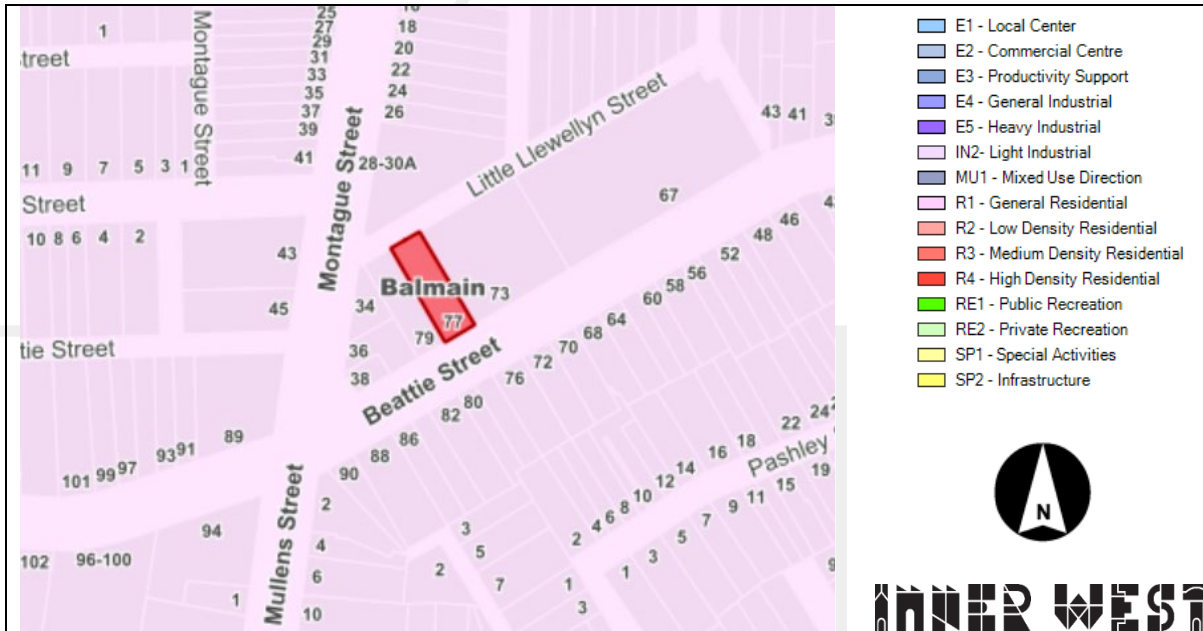 25
27
29
31
33
35
37
39
41
18
20
22
24
26
28-30A
1
treet
Montague Street
11 9 7 5 3 1
Street
10 8 6 4 2
43
45
Montague Street
Little Llewellyn Street
43 41
67
46
48
52
56
58
60
64
68
70
72
76
Balmain
73
77
79
34
36
38
tie Street
Beattie Street
80
82
86
88
90
89
91
93
97
99
101
94
102 96-100
Mullens Street
2
4
6
10
1
3
5
7
2
Pashley
24
22
18
16
14
12
10
8
6
4
2
19
15
11
9
7
5
3
1
1
3
E1 - Local Center
E2 - Commercial Centre
E3 - Productivity Support
E4 - General Industrial
E5 - Heavy Industrial
IN2- Light Industrial
MU1 - Mixed Use Direction
R1 - General Residential
R2 - Low Density Residential
R3 - Medium Density Residential
R4 - High Density Residential
RE1 - Public Recreation
RE2 - Private Recreation
SP1 - Special Activities
SP2 - Infrastructure
N
INNER WEST